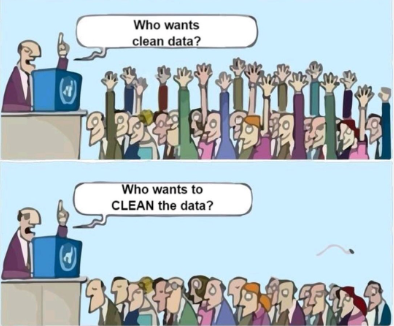 Who wants
clean data?
Who wants to
CLEAN the data?